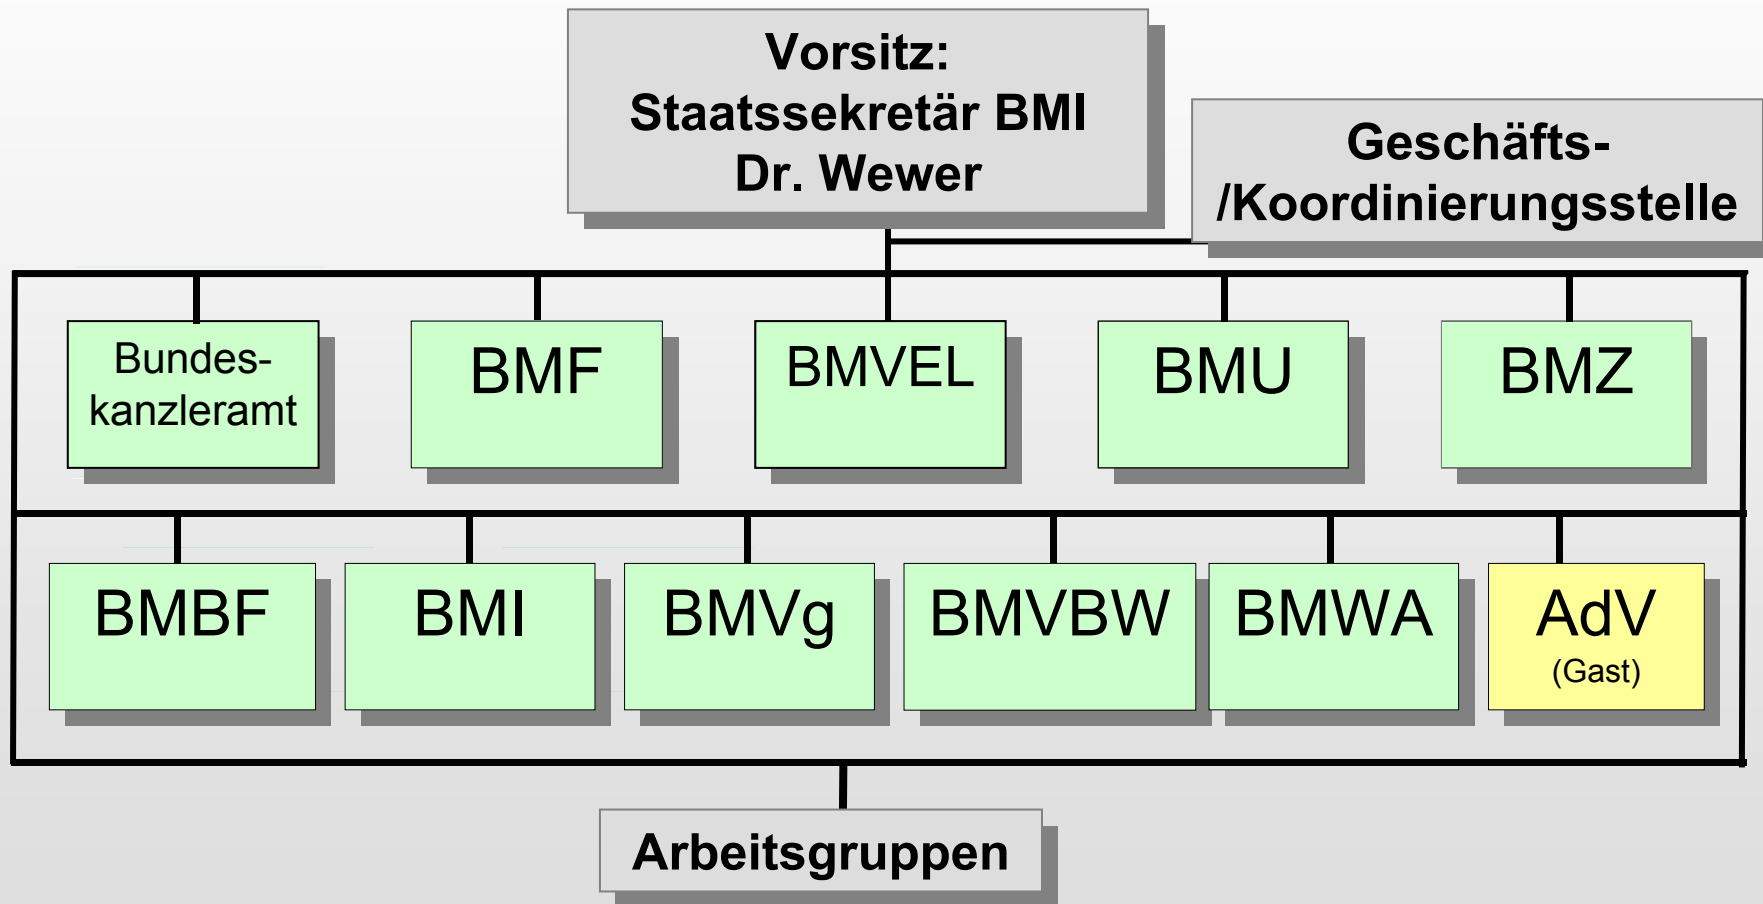 Vorsitz:
Staatssekretär BMI
Dr. Wewer
Geschäfts-
/Koordinierungsstelle
Bundes-
kanzleramt
BMF
BMVEL
BMU
BMZ
BMBF
BMI
BMVg
BMVBW
BMWA
AdV
(Gast)
Arbeitsgruppen